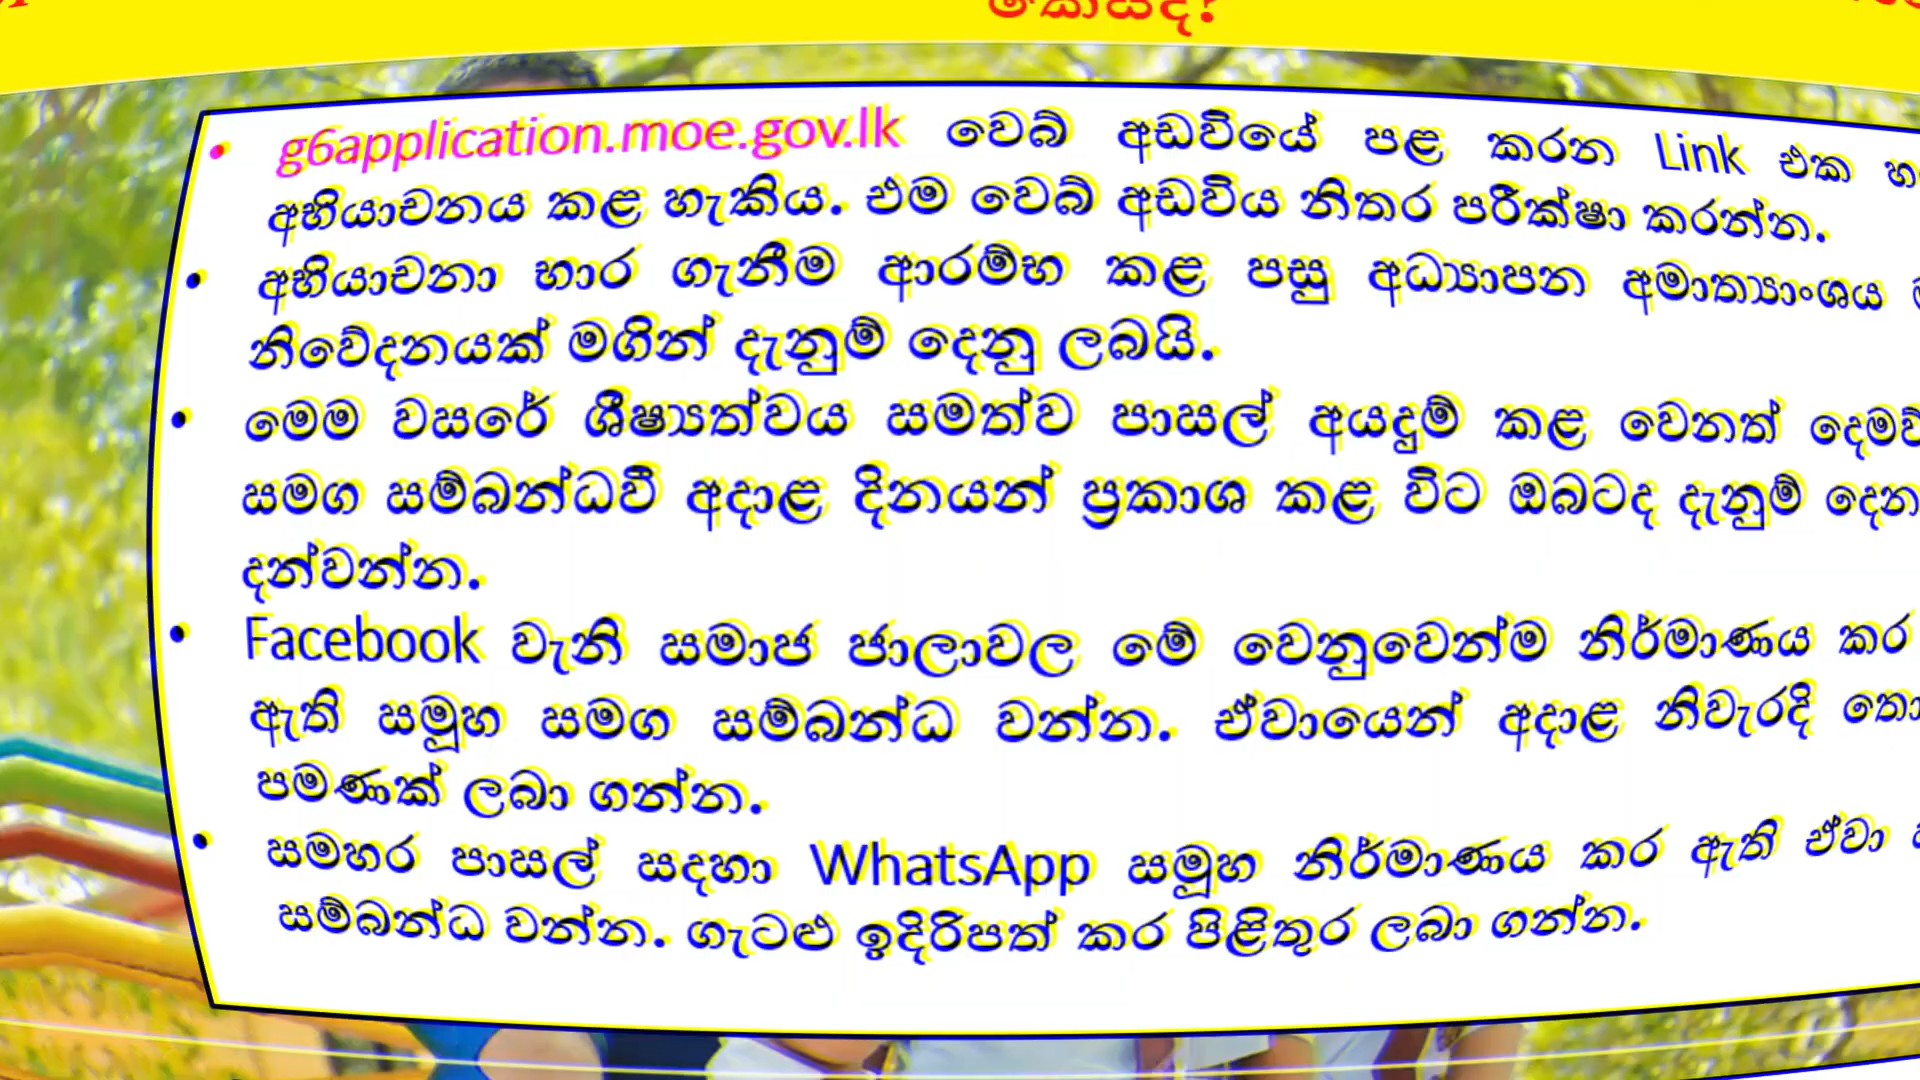 කෙසේද?
• g6application.moe.gov.lk වෙබ් අඩවියේ පළ කරන Link එක
අභියාචනය කළ හැකිය. එම වෙබ් අඩවිය නිතර පරීක්ෂා කරන්න.
• අභියාචනා භාර ගැනීම ආරම්භ කළ පසු අධ්‍යාපන අමාත්‍යාංශය
නිවේදනයක් මගින් දැනුම් දෙනු ලබයි.
• මෙම වසරේ ශීෂ්‍යත්වය සමත්ව පාසල් අයදුම් කළ වෙනත්
සමග සම්බන්ධවී අදාළ දිනයන් ප්‍රකාශ කළ විට ඔබටද දැනුම්
දන්වන්න.
• Facebook වැනි සමාජ ජාලාවල මේ වෙනුවෙන්ම නිර්මාණය කර
ඇති සමූහ සමග සම්බන්ධ වන්න. ඒවායෙන් අදාළ නිවැරදි
පමණක් ලබා ගන්න.
• සමහර පාසල් සදහා WhatsApp සමූහ නිර්මාණය කර ඇති ඒවා
සම්බන්ධ වන්න. ගැටළු ඉදිරිපත් කර පිළිතුර ලබා ගන්න.